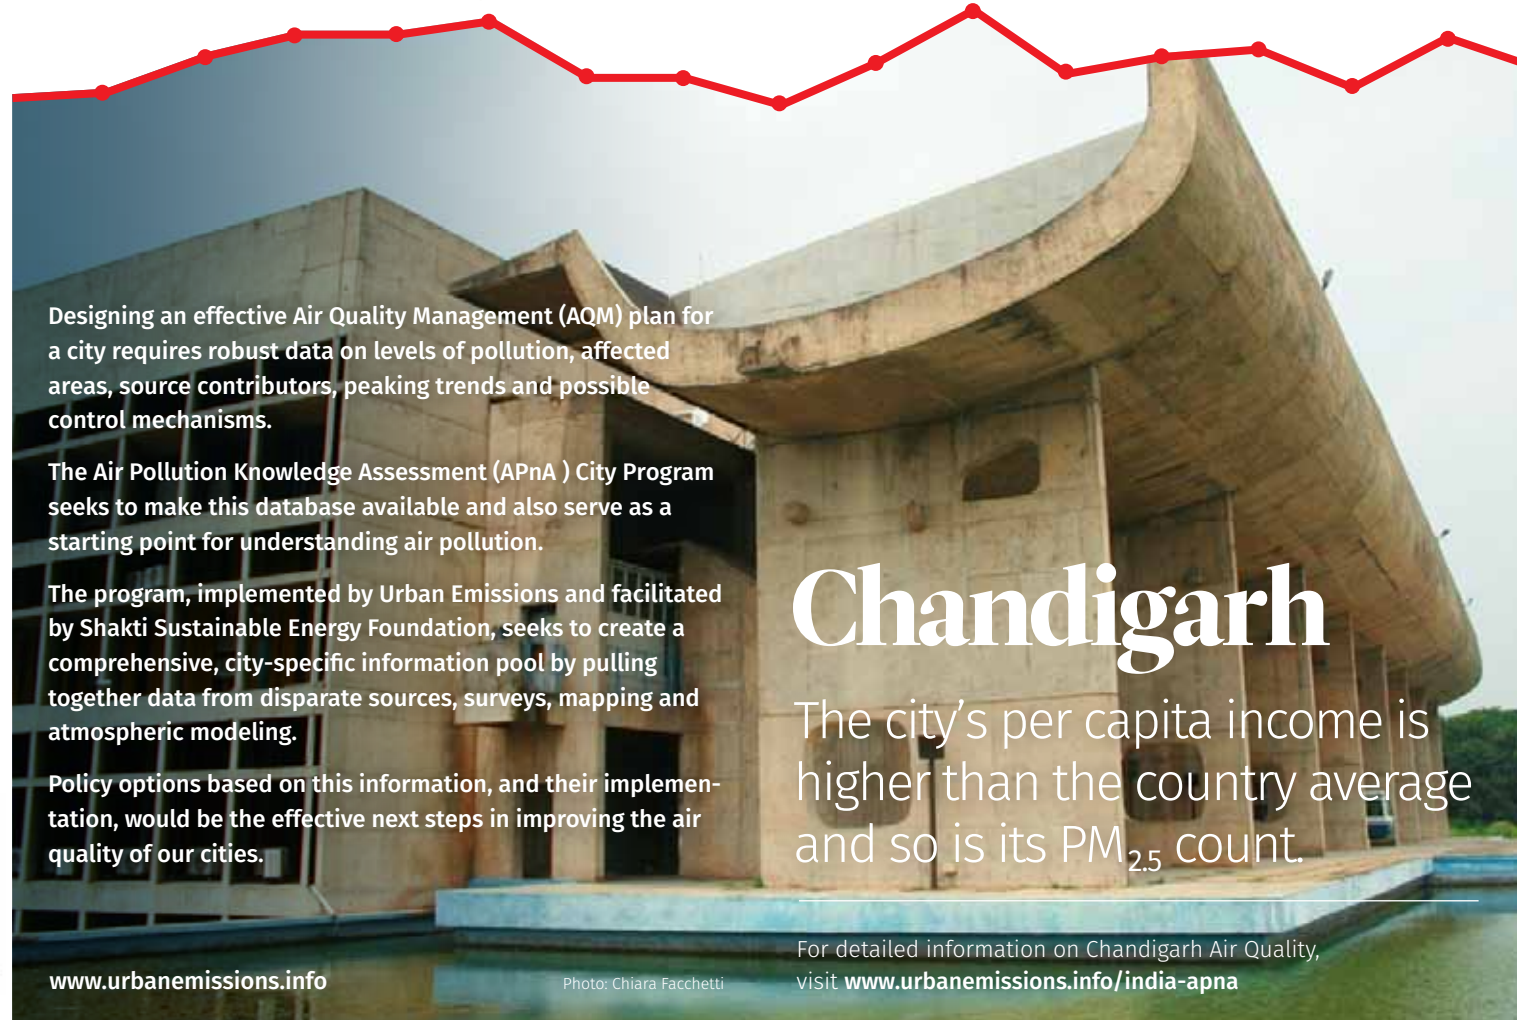 Designing an effective Air Quality Management (AQM) plan for
a city requires robust data on levels of pollution, affected
areas, source contributors, peaking trends and possible
control mechanisms.
The Air Pollution Knowledge Assessment (APnA ) City Program
seeks to make this database available and also serve as a
starting point for understanding air pollution.
The program, implemented by Urban Emissions and facilitated
by Shakti Sustainable Energy Foundation, seeks to create a
comprehensive, city-specific information pool by pulling
together data from disparate sources, surveys, mapping and
atmospheric modeling.
Policy options based on this information, and their implemen-
tation, would be the effective next steps in improving the air
quality of our cities.
www.urbanemissions.info
Photo: Chiara Facchetti
Chandigarh
The city’s per capita income is
higher than the country average
and so is its PM2.5 count.
For detailed information on Chandigarh Air Quality,
visit www.urbanemissions.info/india-apna